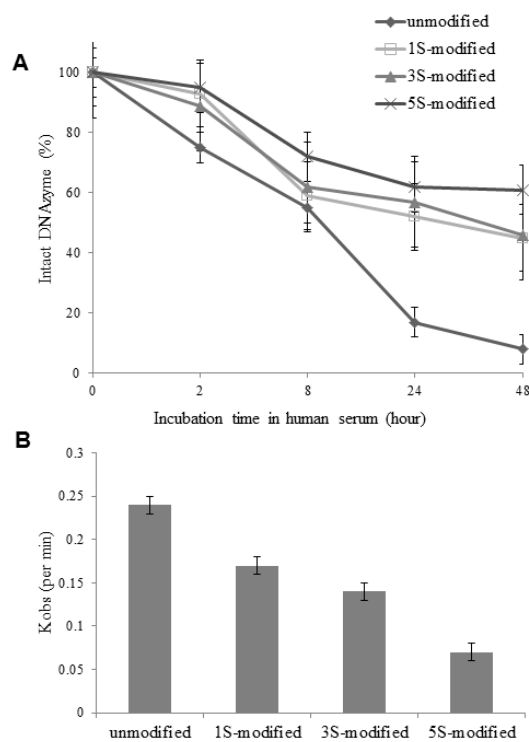 A
unmodified
1S-modified
3S-modified
5S-modified
Intact DNAzyme (%)
100
80
60
40
20
0
0 2 8 24 48
Incubation time in human serum (hour)
B
Kobs (per min)
0.3
0.25
0.2
0.15
0.1
0.05
0
unmodified 1S-modified 3S-modified 5S-modified